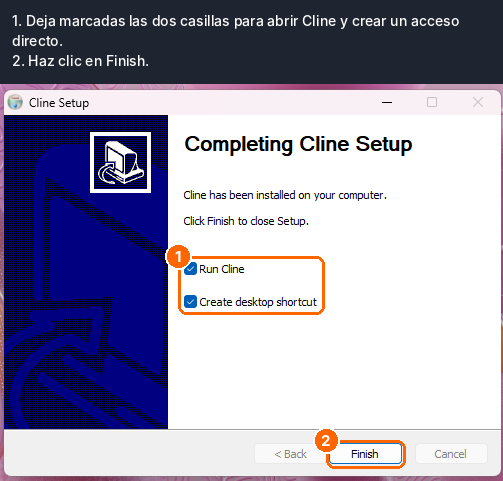 1. Deja marcadas las dos casillas para abrir Cline y crear un acceso
directo.
2. Haz clic en Finish.
Cline Setup
Completing Cline Setup
Cline has been installed on your computer.
Click Finish to close Setup.
1
Run Cline
Create desktop shortcut
2
< Back
Finish
Cancel